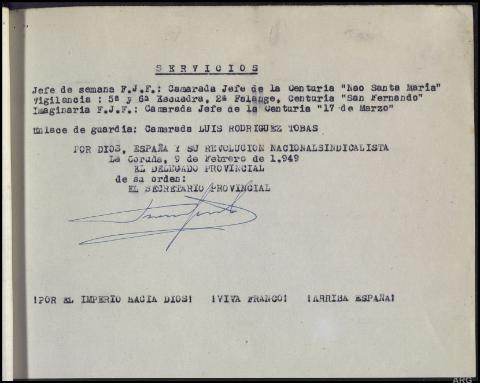 S E R V I C I O S
Jefe de semana F.J.F.: Camarada Jefe de la Centuria "Nao Santa Maria"
Vigilancia : 5ª y 6ª Escuadra, 2ª Falange, Centuria "San Fernando"
Imaginaria F.J.F.: Camarada Jefe de la Centuria "17 de Marzo"
Enlace de guardia: Camarada LUIS RODRIGUEZ TOBAS
POR DIOS, ESPAÑA Y SU REVOLUCION NACIONALSINDICALISTA
La Coruña, 9 de Febrero de 1.949
EL DELEGADO PROVINCIAL
de su orden:
EL SECRETARIO PROVINCIAL
¡POR EL IMPERIO HACIA DIOS! ¡VIVA FRANCO! ¡ARRIBA ESPAÑA!
ARG